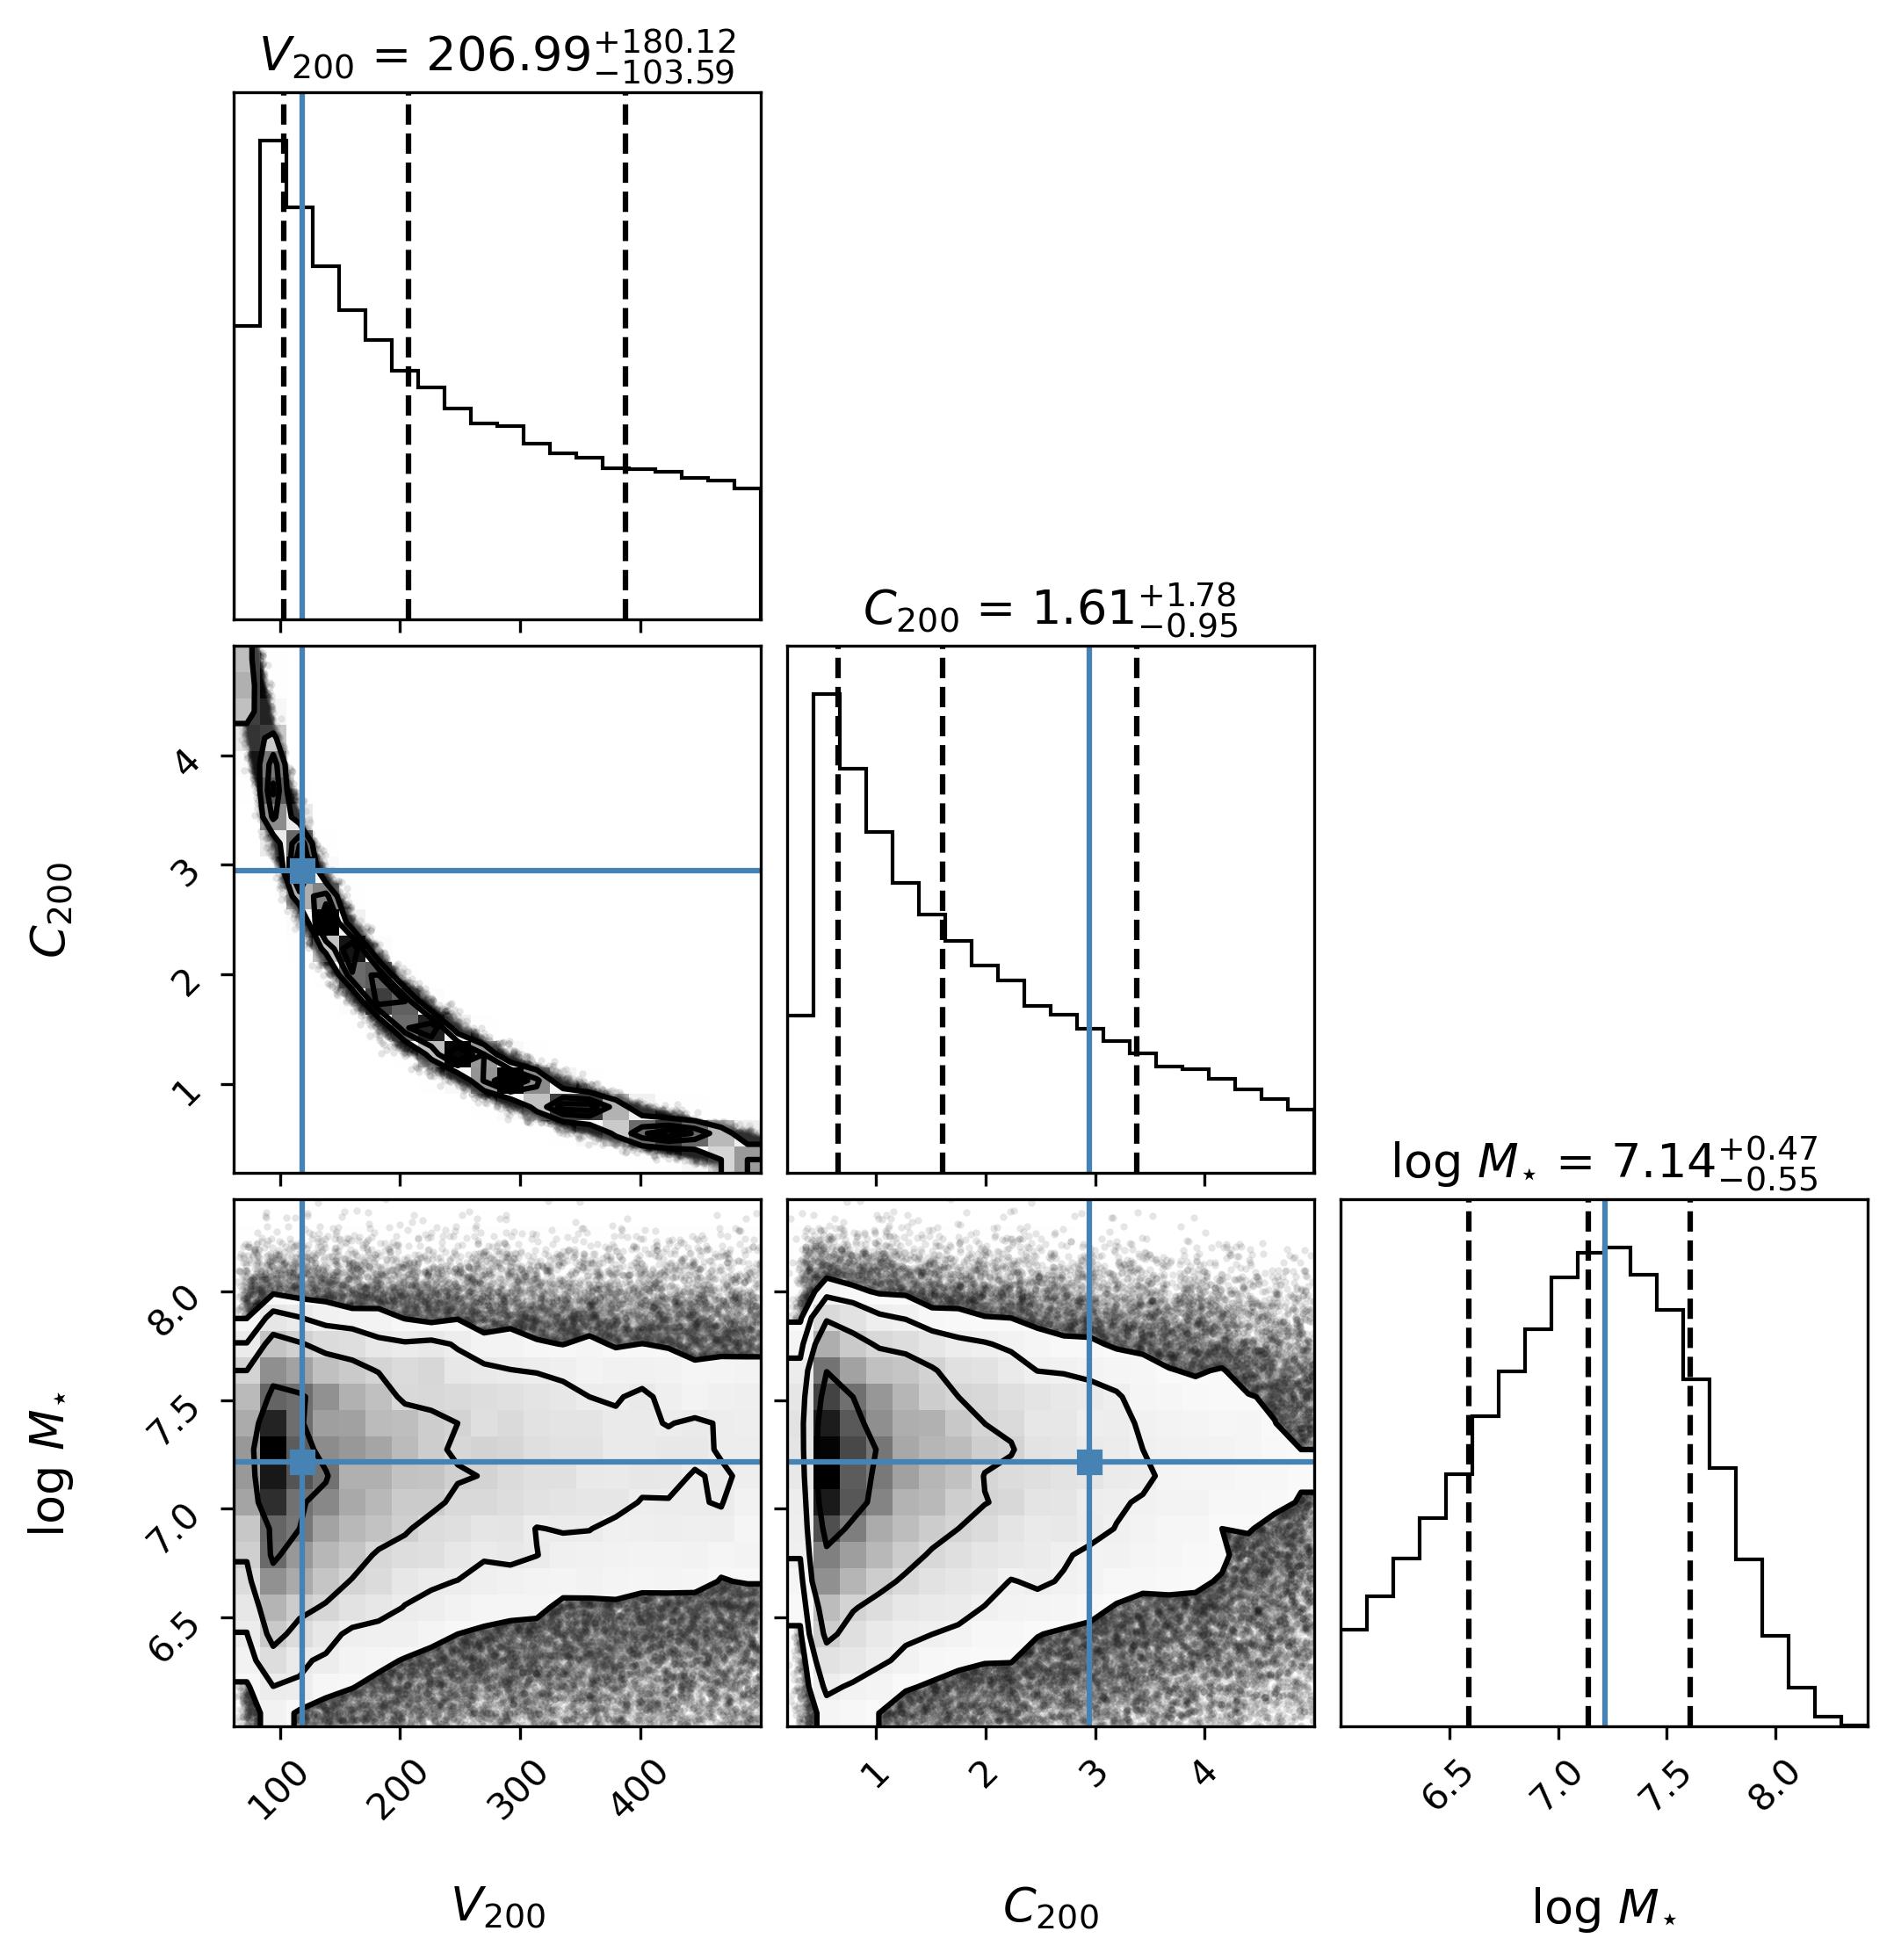 V₂₀₀ = 206.99 +180.12 −103.59
C₂₀₀ = 1.61 +1.78 −0.95
4
3
2
1
C₂₀₀
log M⋆ = 7.14 +0.47 −0.55
8.0
7.5
7.0
6.5
log M⋆
100 200 300 400
1 2 3 4
6.5 7.0 7.5 8.0
V₂₀₀
C₂₀₀
log M⋆